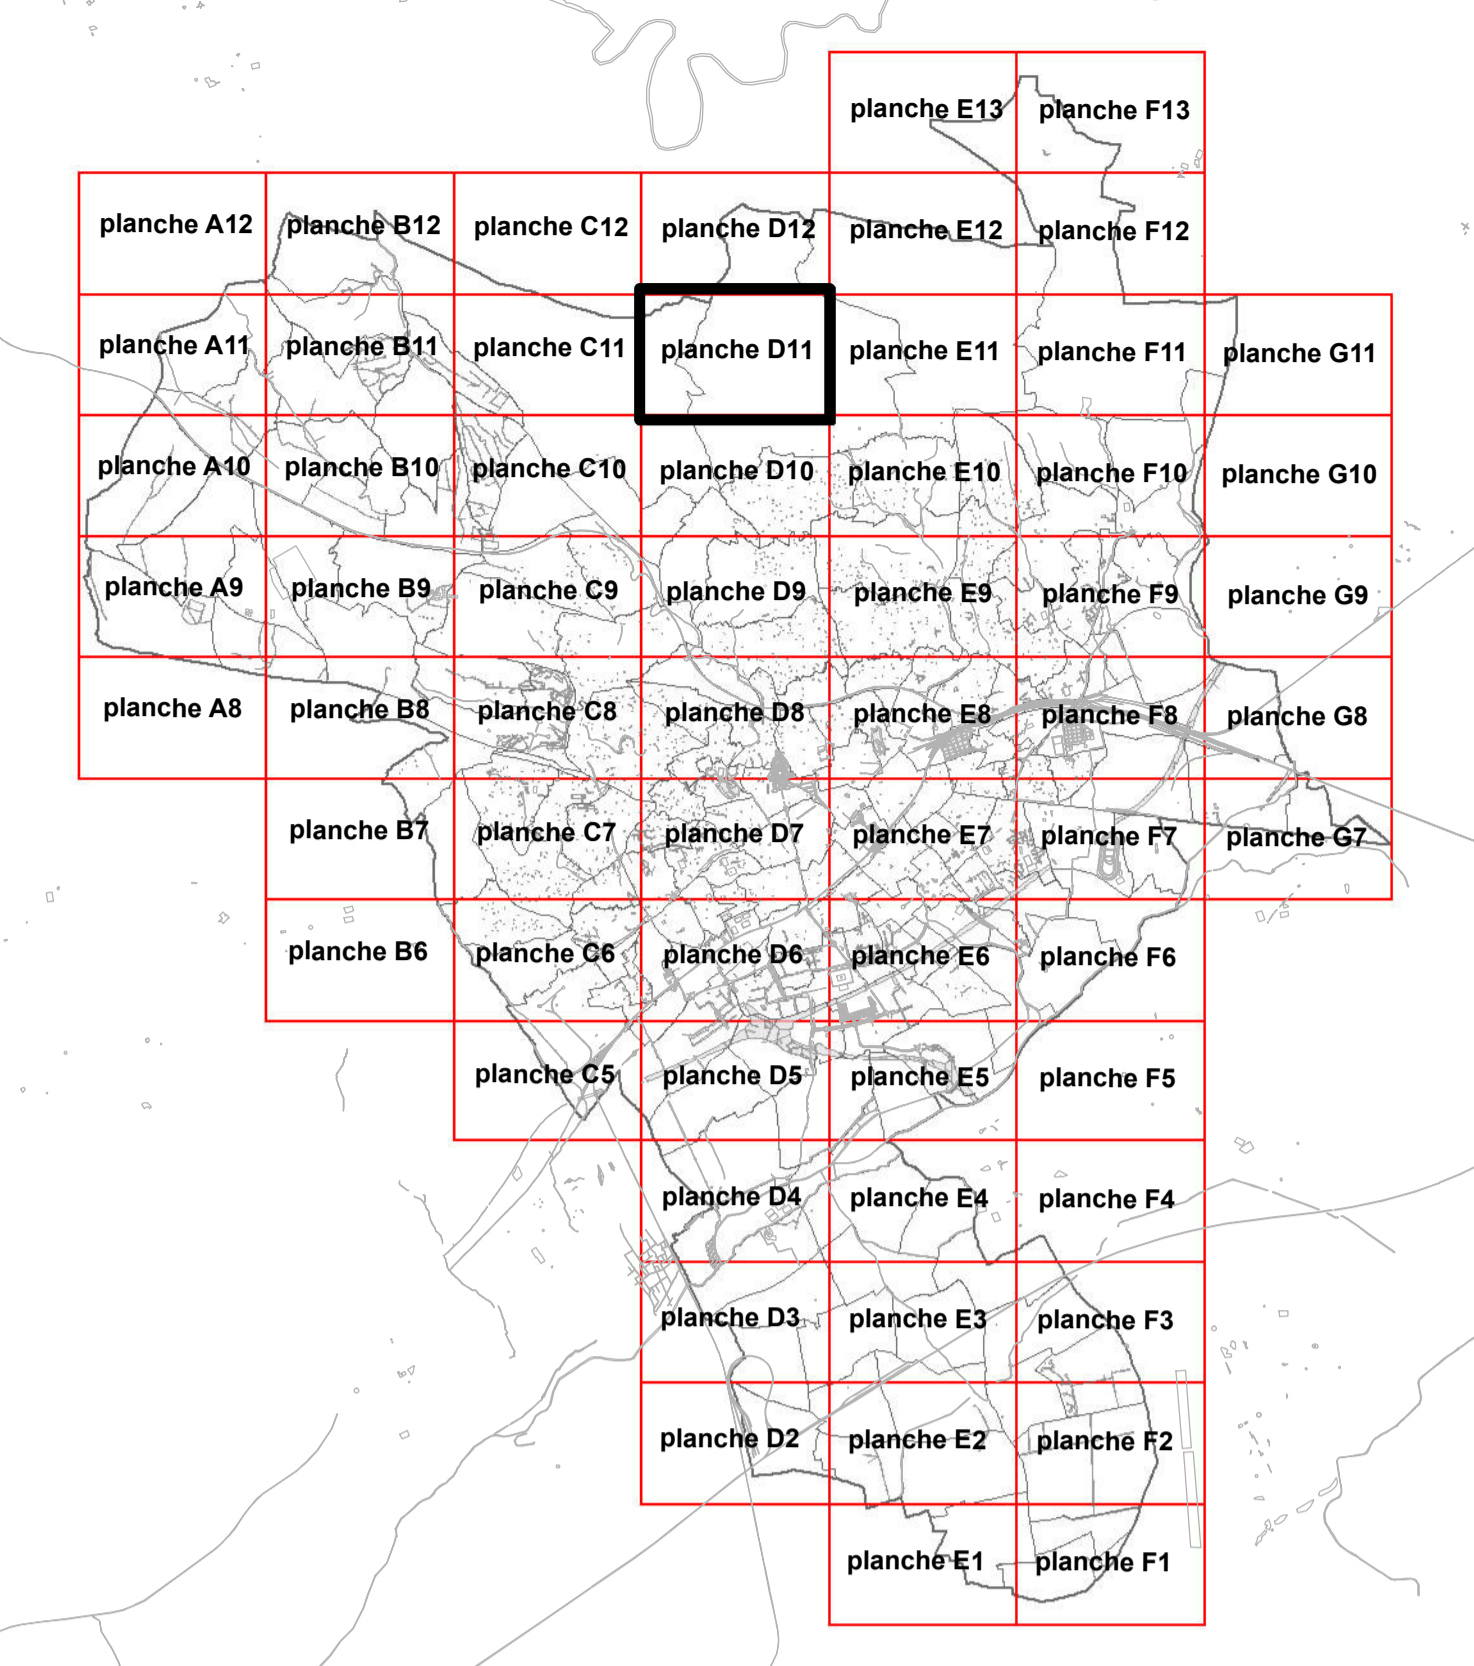 planche E13 planche F13
planche A12 planche B12 planche C12 planche D12 planche E12 planche F12
planche A11 planche B11 planche C11 planche D11 planche E11 planche F11 planche G11
planche A10 planche B10 planche C10 planche D10 planche E10 planche F10 planche G10
planche A9 planche B9 planche C9 planche D9 planche E9 planche F9 planche G9
planche A8 planche B8 planche C8 planche D8 planche E8 planche F8 planche G8
planche B7 planche C7 planche D7 planche E7 planche F7 planche G7
planche B6 planche C6 planche D6 planche E6 planche F6
planche C5 planche D5 planche E5 planche F5
planche D4 planche E4 planche F4
planche D3 planche E3 planche F3
planche D2 planche E2 planche F2
planche E1 planche F1